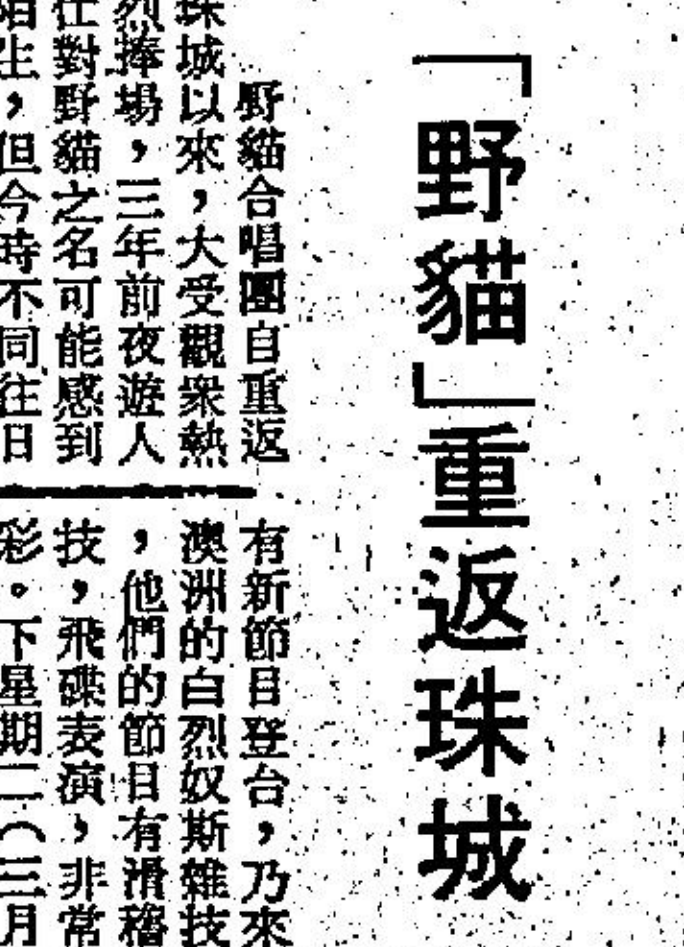 「野貓」重返珠城
野貓合唱團自重返
珠城以來，大受觀衆熱
烈捧場，三年前夜遊人
仕對野貓之名可能感到
陌生，但今時不同往日
有新節目登台，乃來
澳洲的白烈奴斯雜技
，他們的節目有滑稽
技，飛碟表演，非常
彩。下星期二（三月